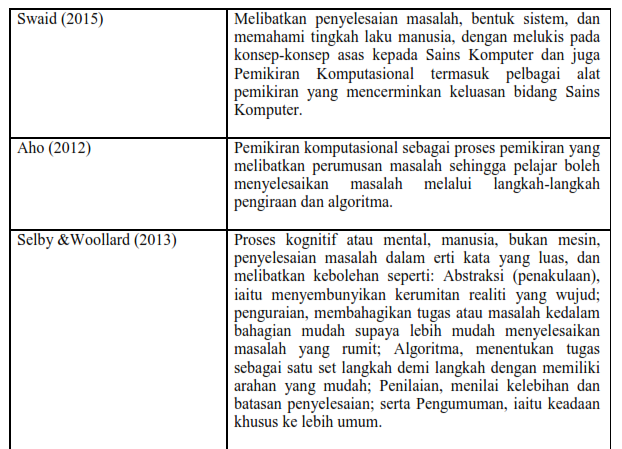 Swaid (2015)
Melibatkan penyelesaian masalah, bentuk sistem, dan
memahami tingkah laku manusia, dengan melukis pada
konsep-konsep asas kepada Sains Komputer dan juga
Pemikiran Komputasional termasuk pelbagai alat
pemikiran yang mencerminkan keluasan bidang Sains
Komputer.
Aho (2012)
Pemikiran komputasional sebagai proses pemikiran yang
melibatkan perumusan masalah sehingga pelajar boleh
menyelesaikan masalah melalui langkah-langkah
pengiraan dan algoritma.
Selby &Woollard (2013)
Proses kognitif atau mental, manusia, bukan mesin,
penyelesaian masalah dalam erti kata yang luas, dan
melibatkan kebolehan seperti: Abstraksi (penakulaan),
iaitu menyembunyikan kerumitan realiti yang wujud;
penguraian, membahagikan tugas atau masalah kedalam
bahagian mudah supaya lebih mudah menyelesaikan
masalah yang rumit; Algoritma, menentukan tugas
sebagai satu set langkah demi langkah dengan memiliki
arahan yang mudah; Penilaian, menilai kelebihan dan
batasan penyelesaian; serta Pengumuman, iaitu keadaan
khusus ke lebih umum.